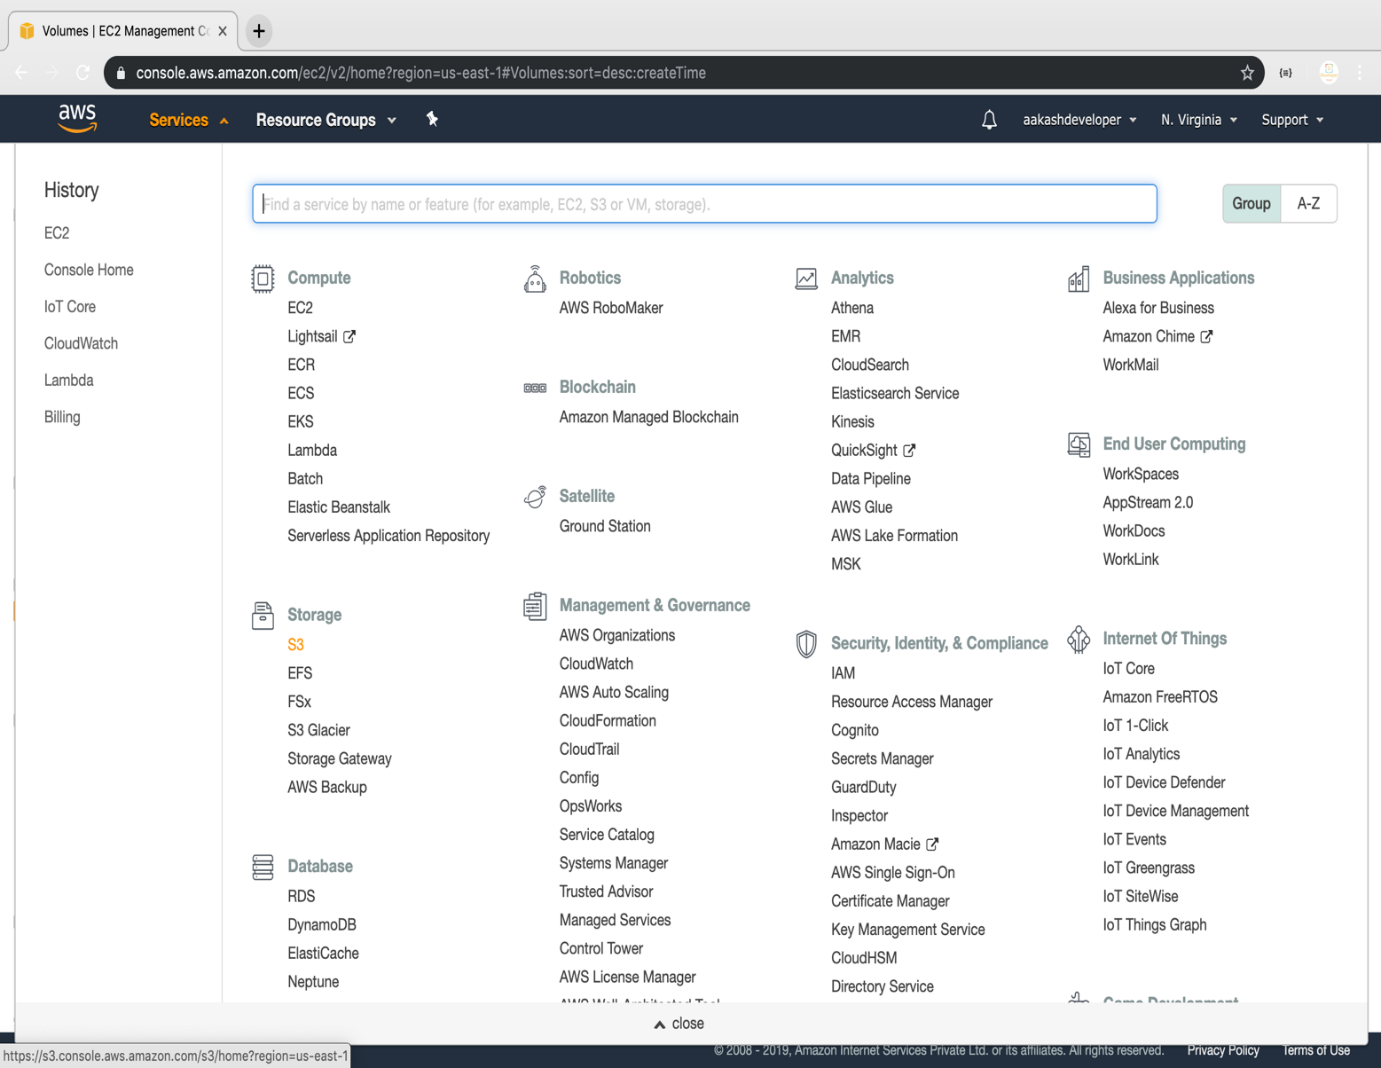 Volumes | EC2 Management Co
console.aws.amazon.com/ec2/v2/home?region=us-east-1#Volumes:sort=desc:createTime
aws
Services
Resource Groups
aakashdeveloper
N. Virginia
Support
History
EC2
Console Home
IoT Core
CloudWatch
Lambda
Billing
Find a service by name or feature (for example, EC2, S3 or VM, storage).
Group
A-Z
Compute
EC2
Lightsail
ECR
ECS
EKS
Lambda
Batch
Elastic Beanstalk
Serverless Application Repository
Storage
S3
EFS
FSx
S3 Glacier
Storage Gateway
AWS Backup
Database
RDS
DynamoDB
ElastiCache
Neptune
Robotics
AWS RoboMaker
Blockchain
Amazon Managed Blockchain
Satellite
Ground Station
Management & Governance
AWS Organizations
CloudWatch
AWS Auto Scaling
CloudFormation
CloudTrail
Config
OpsWorks
Service Catalog
Systems Manager
Trusted Advisor
Managed Services
Control Tower
AWS License Manager
AWS Well-Architected Tool
Analytics
Athena
EMR
CloudSearch
Elasticsearch Service
Kinesis
QuickSight
Data Pipeline
AWS Glue
AWS Lake Formation
MSK
Security, Identity, & Compliance
IAM
Resource Access Manager
Cognito
Secrets Manager
GuardDuty
Inspector
Amazon Macie
AWS Single Sign-On
Certificate Manager
Key Management Service
CloudHSM
Directory Service
Business Applications
Alexa for Business
Amazon Chime
WorkMail
End User Computing
WorkSpaces
AppStream 2.0
WorkDocs
WorkLink
Internet Of Things
IoT Core
Amazon FreeRTOS
IoT 1-Click
IoT Analytics
IoT Device Defender
IoT Device Management
IoT Events
IoT Greengrass
IoT SiteWise
IoT Things Graph
Game Development
close
https://s3.console.aws.amazon.com/s3/home?region=us-east-1
© 2008 - 2019, Amazon Internet Services Private Ltd. or its affiliates. All rights reserved.
Privacy Policy
Terms of Use